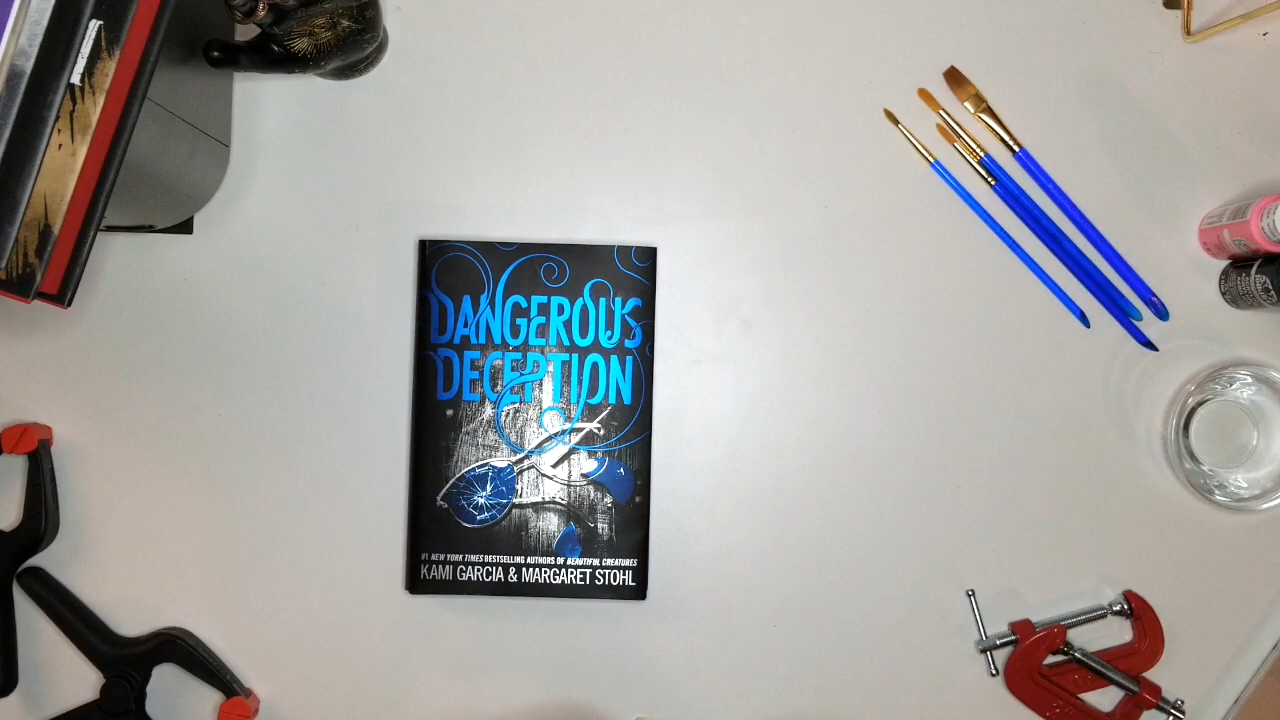 DANGEROUS
DECEPTION
#1 NEW YORK TIMES BESTSELLING AUTHORS OF BEAUTIFUL CREATURES
KAMI GARCIA & MARGARET STOHL